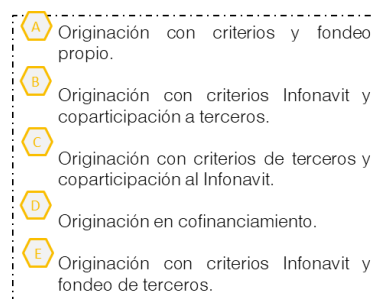 A
Originación con criterios y fondeo
propio.
B
Originación con criterios Infonavit y
coparticipación a terceros.
C
Originación con criterios de terceros y
coparticipación al Infonavit.
D
Originación en cofinanciamiento.
E
Originación con criterios Infonavit y
fondeo de terceros.